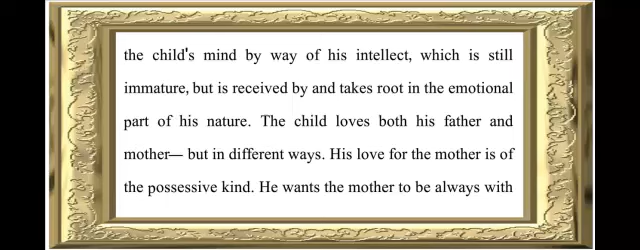 the child's mind by way of his intellect, which is still
immature, but is received by and takes root in the emotional
part of his nature. The child loves both his father and
mother— but in different ways. His love for the mother is of
the possessive kind. He wants the mother to be always with